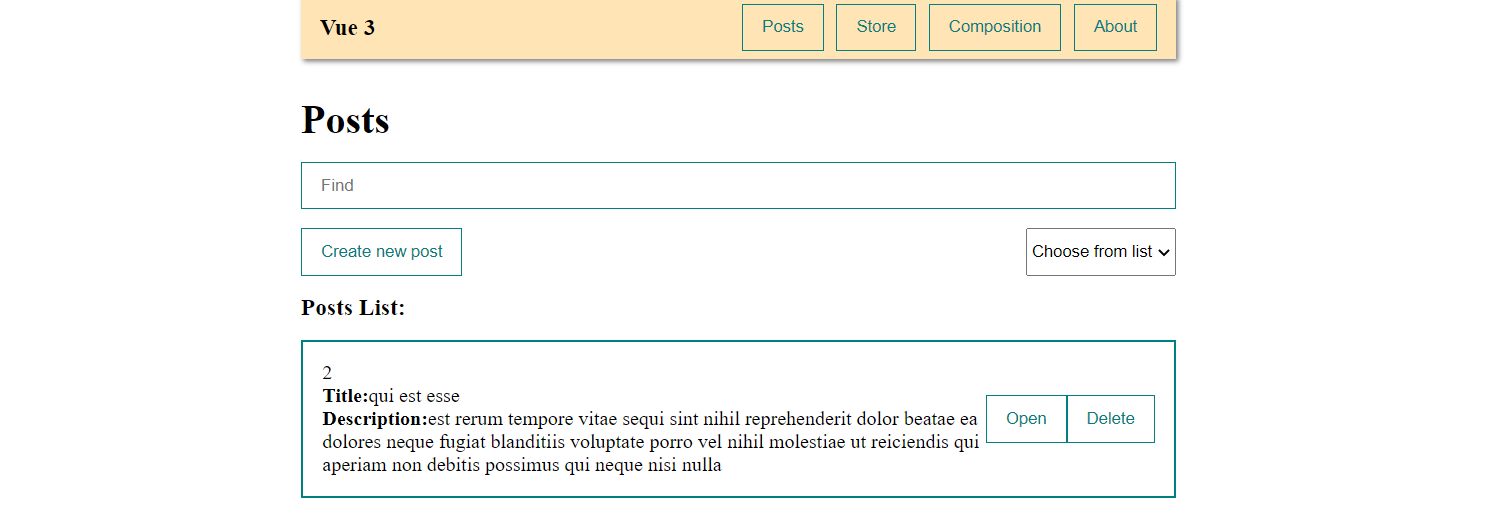 Vue 3 Posts Store Composition About
Posts
Find
Create new post Choose from list
Posts List:
2
Title:qui est esse
Description:est rerum tempore vitae sequi sint nihil reprehenderit dolor beatae ea
dolores neque fugiat blanditiis voluptate porro vel nihil molestiae ut reiciendis qui
aperiam non debitis possimus qui neque nisi nulla
Open Delete